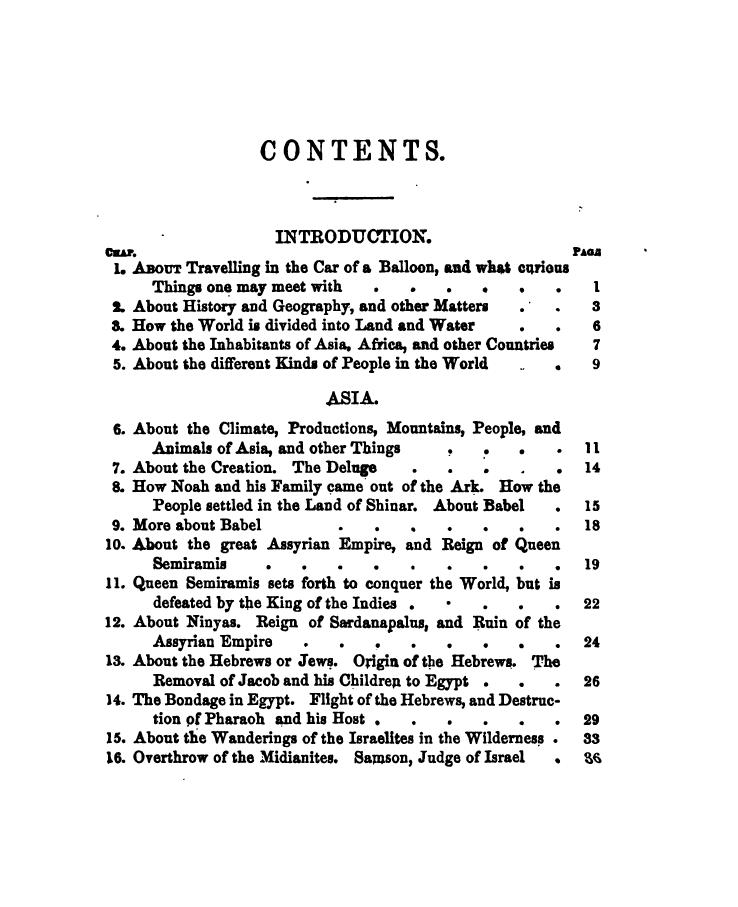 CONTENTS.
INTRODUCTION.
CHAP. PAGE
1. ABOUT Travelling in the Car of a Balloon, and what curious
Things one may meet with . . . . . . 1
2. About History and Geography, and other Matters . . 3
3. How the World is divided into Land and Water . . 6
4. About the Inhabitants of Asia, Africa, and other Countries 7
5. About the different Kinds of People in the World . . 9
ASIA.
6. About the Climate, Productions, Mountains, People, and
Animals of Asia, and other Things . . . . 11
7. About the Creation. The Deluge . . . . . 14
8. How Noah and his Family came out of the Ark. How the
People settled in the Land of Shinar. About Babel . 15
9. More about Babel . . . . . . . 18
10. About the great Assyrian Empire, and Reign of Queen
Semiramis . . . . . . . . . 19
11. Queen Semiramis sets forth to conquer the World, but is
defeated by the King of the Indies . . . . . 22
12. About Ninyas. Reign of Sardanapalus, and Ruin of the
Assyrian Empire . . . . . . . . 24
13. About the Hebrews or Jews. Origin of the Hebrews. The
Removal of Jacob and his Children to Egypt . . . 26
14. The Bondage in Egypt. Flight of the Hebrews, and Destruc-
tion of Pharaoh and his Host . . . . . . 29
15. About the Wanderings of the Israelites in the Wilderness . 33
16. Overthrow of the Midianites. Samson, Judge of Israel . 36